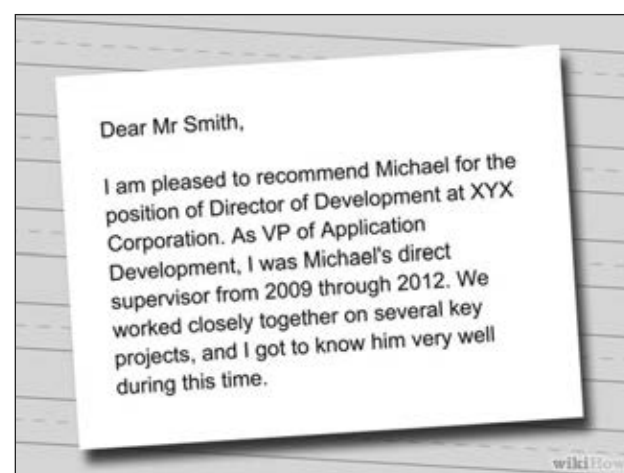 Dear Mr Smith,
I am pleased to recommend Michael for the
position of Director of Development at XYX
Corporation. As VP of Application
Development, I was Michael's direct
supervisor from 2009 through 2012. We
worked closely together on several key
projects, and I got to know him very well
during this time.
wikiHow